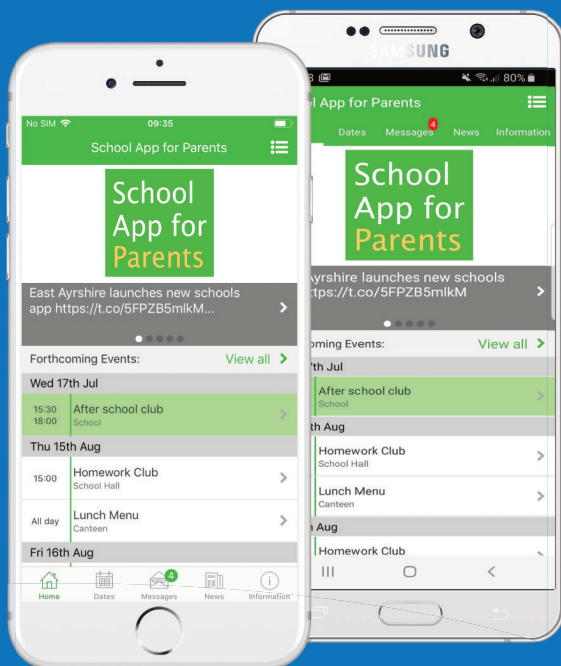 No SIM
09:35
School App for Parents
School
App for
Parents
East Ayrshire launches new schools
app https://t.co/5FPZB5mlkM...
Forthcoming Events:
View all
Wed 17th Jul
15:30
18:00
After school club
School
Thu 15th Aug
15:00
Homework Club
School Hall
All day
Lunch Menu
Canteen
Fri 16th Aug
4
Home
Dates
Messages
News
Information
SAMSUNG
80%
App for Parents
Dates
Messages
4
News
Information
School
App for
Parents
yrshire launches new schools
ttps://t.co/5FPZB5mlkM
oming Events:
View all
th Jul
After school club
School
th Aug
Homework Club
School Hall
Lunch Menu
Canteen
Aug
Homework Club